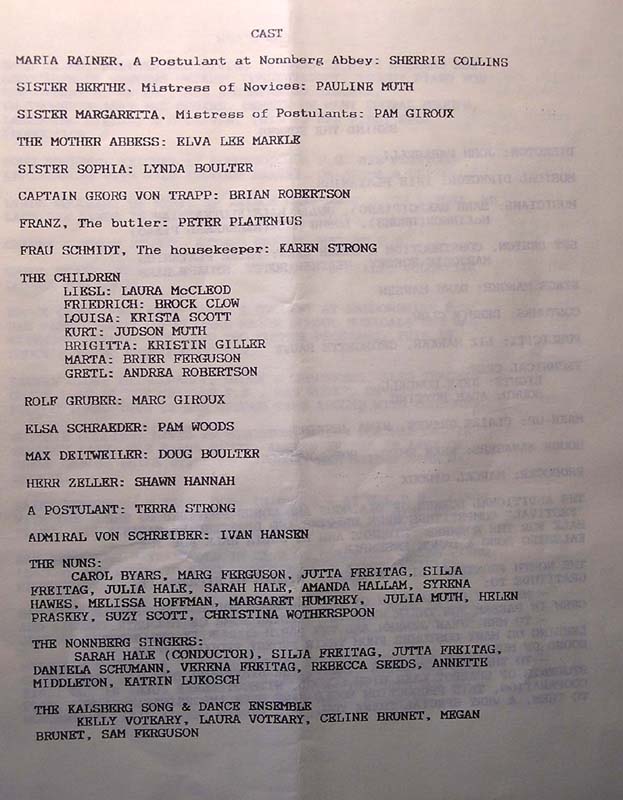 CAST
MARIA RAINER, A Postulant at Nonnberg Abbey: SHERRIE COLLINS
SISTER BERTHE, Mistress of Novices: PAULINE MUTH
SISTER MARGARETTA, Mistress of Postulants: PAM GIROUX
THE MOTHER ABBESS: ELVA LEE MARKLE
SISTER SOPHIA: LYNDA BOULTER
CAPTAIN GEORG VON TRAPP: BRIAN ROBERTSON
FRANZ, The butler: PETER PLATENIUS
FRAU SCHMIDT, The housekeeper: KAREN STRONG
THE CHILDREN
LIESL: LAURA McCLEOD
FRIEDRICH: BROCK CLOW
LOUISA: KRISTA SCOTT
KURT: JUDSON MUTH
BRIGITTA: KRISTIN GILLER
MARTA: BRIER FERGUSON
GRETL: ANDREA ROBERTSON
ROLF GRUBER: MARC GIROUX
ELSA SCHRAEDER: PAM WOODS
MAX DEITWEILER: DOUG BOULTER
HERR ZELLER: SHAWN HANNAH
A POSTULANT: TERRA STRONG
ADMIRAL VON SCHREIBER: IVAN HANSEN
THE NUNS:
CAROL BYARS, MARG FERGUSON, JUTTA FREITAG, SILJA
FREITAG, JULIA HALE, SARAH HALE, AMANDA HALLAM, SYRENA
HAWES, MELISSA HOFFMAN, MARGARET HUMFREY, JULIA MUTH, HELEN
PRASKEY, SUZY SCOTT, CHRISTINA WOTHERSPOON
THE NONNBERG SINGERS:
SARAH HALE (CONDUCTOR), SILJA FREITAG, JUTTA FREITAG,
DANIELA SCHUMANN, VERENA FREITAG, REBECCA SEEDS, ANNETTE
MIDDLETON, KATRIN LUKOSCH
THE KALSBERG SONG & DANCE ENSEMBLE
KELLY VOTEARY, LAURA VOTEARY, CELINE BRUNET, MEGAN
BRUNET, SAM FERGUSON